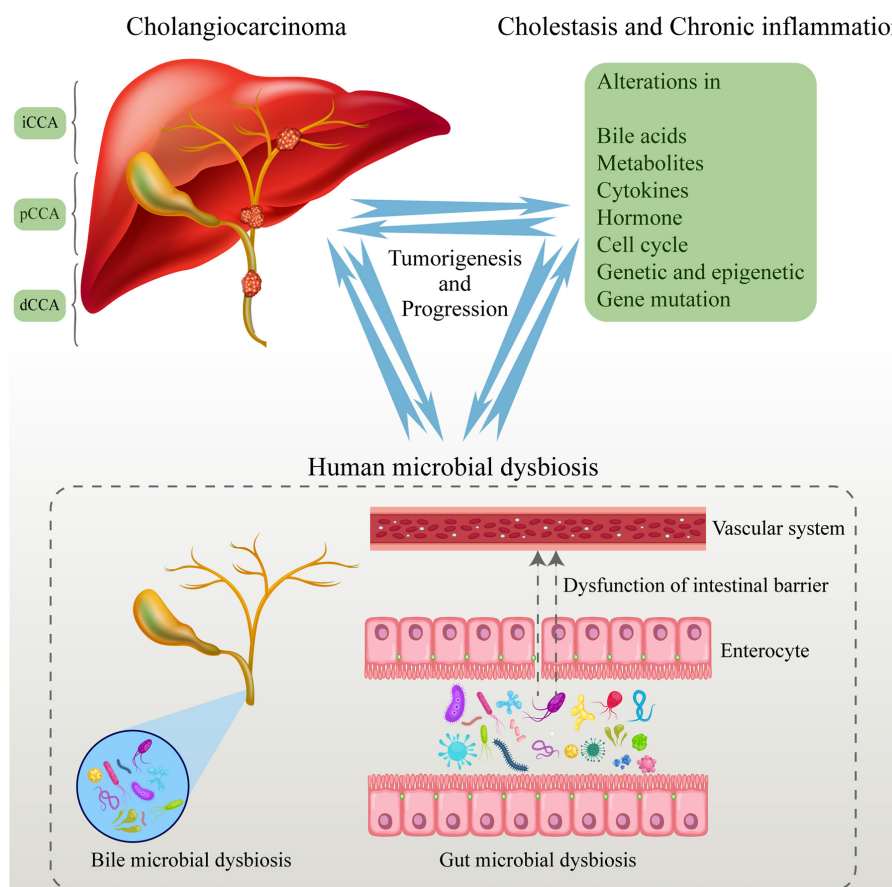 Cholangiocarcinoma
Cholestasis and Chronic inflammatio
iCCA
pCCA
dCCA
Alterations in
Bile acids
Metabolites
Cytokines
Hormone
Cell cycle
Genetic and epigenetic
Gene mutation
Tumorigenesis
and
Progression
Human microbial dysbiosis
Vascular system
Dysfunction of intestinal barrier
Enterocyte
Bile microbial dysbiosis
Gut microbial dysbiosis